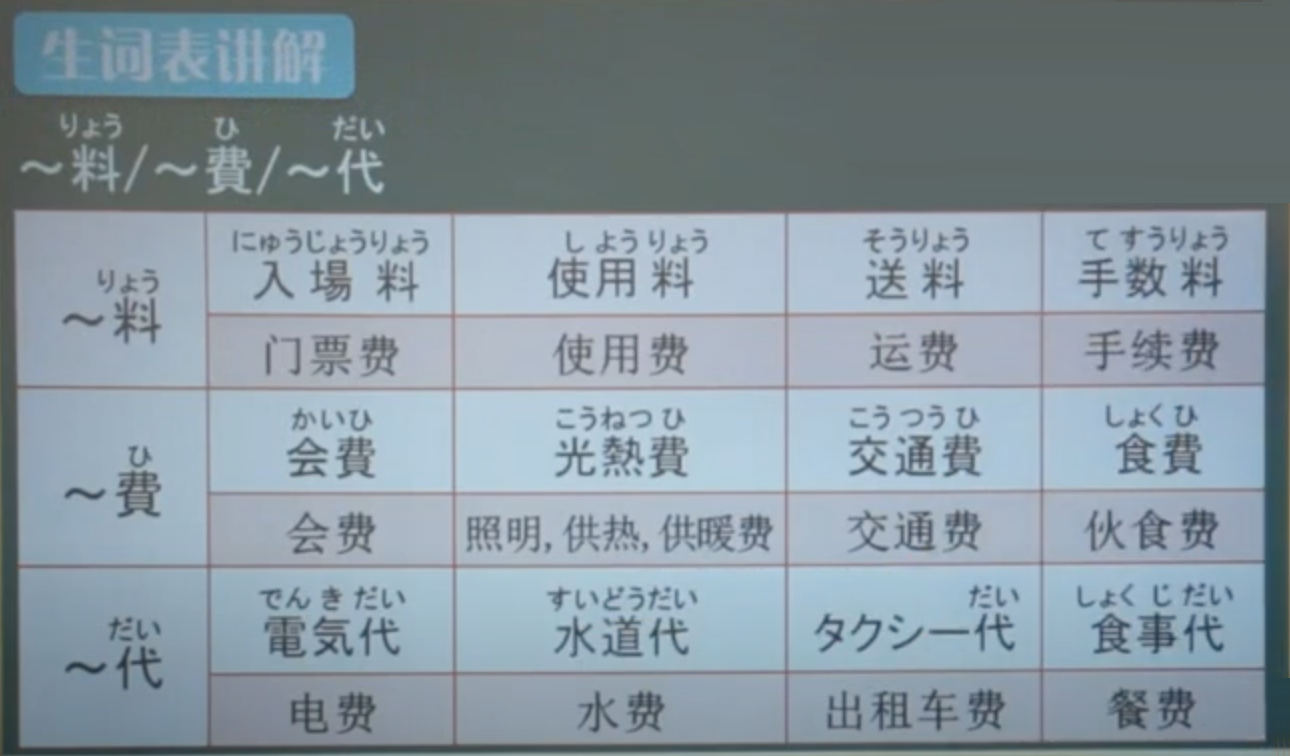 生词表讲解
りょう ひ だい
～料/～費/～代
りょう
～料
にゅうじょうりょう しようりょう そうりょう てすうりょう
入場料 使用料 送料 手数料
门票费 使用费 运费 手续费
ひ
～費
かいひ こうねつひ こうつうひ しょくひ
会費 光熱費 交通費 食費
会费 照明,供热,供暖费 交通费 伙食费
だい
～代
でんきだい すいどうだい だい しょくじだい
電気代 水道代 タクシー代 食事代
电费 水费 出租车费 餐费